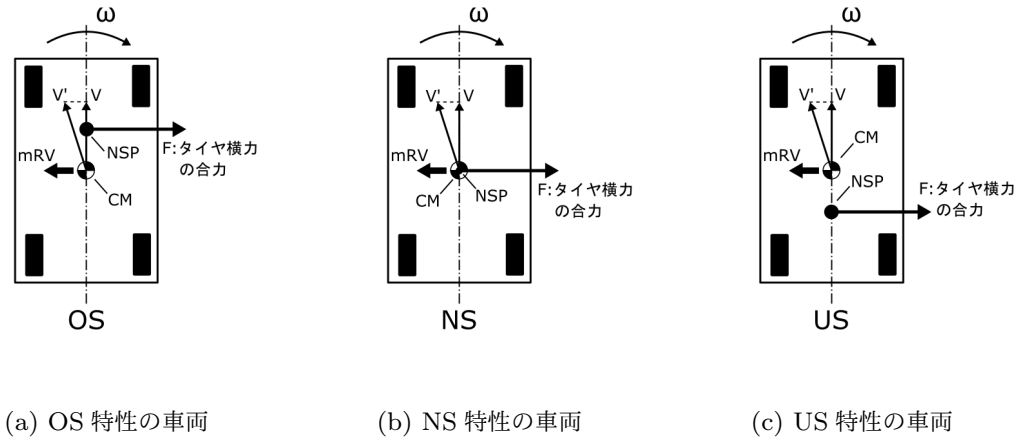 ω
V'
V
NSP
F:タイヤ横力
の合力
mRV
CM
OS
ω
V'
V
mRV
CM
NSP
F:タイヤ横力
の合力
NS
ω
V'
V
CM
mRV
NSP
F:タイヤ横力
の合力
US
(a) OS 特性の車両
(b) NS 特性の車両
(c) US 特性の車両